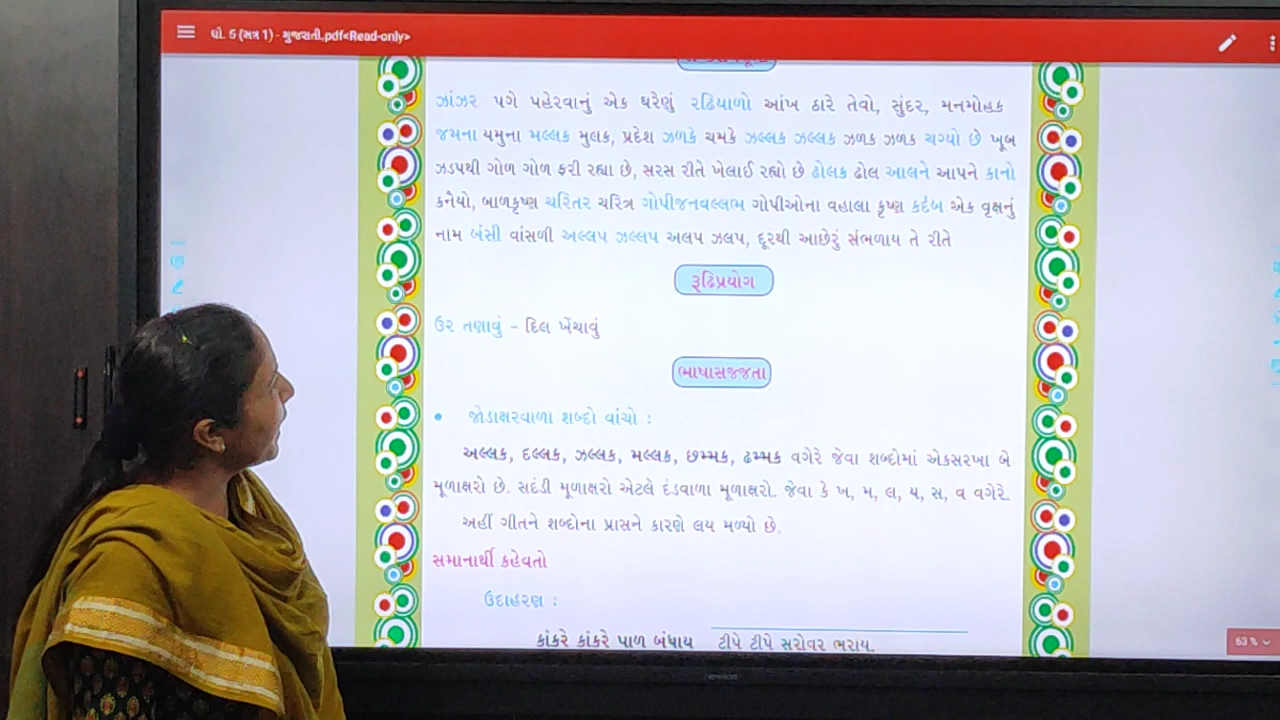 ધો. 5 (સત્ર 1) - ગુજરાતી.pdf<Read-only>
ઝાંઝર પગે પહેરવાનું એક ઘરેણું રઢિયાળો આંખ ઠારે તેવો, સુંદર, મનમોહક
જમના યમુના મલ્લક મુલક, પ્રદેશ ઝળકે ચમકે ઝલ્લક ઝલ્લક ઝળક ઝળક ચગ્યો છે ખૂબ
ઝડપથી ગોળ ગોળ ફરી રહ્યા છે, સરસ રીતે ખેલાઈ રહ્યો છે ઢોલક ઢોલ આલને આપને કાનો
કનૈયો, બાળકૃષ્ણ ચરિતર ચરિત્ર ગોપીજનવલ્લભ ગોપીઓના વહાલા કૃષ્ણ કદંબ એક વૃક્ષનું
નામ બંસી વાંસળી અલ્લપ ઝલ્લપ અલપ ઝલપ, દૂરથી આછેરું સંભળાય તે રીતે
રૂઢિપ્રયોગ
ઉર તણાવું – દિલ ખેંચાવું
ભાષાસજ્જતા
• જોડાક્ષરવાળા શબ્દો વાંચો :
અલ્લક, દલ્લક, ઝલ્લક, મલ્લક, છમ્મક, ઢમ્મક વગેરે જેવા શબ્દોમાં એકસરખા બે
મૂળાક્ષરો છે. સદંડી મૂળાક્ષરો એટલે દંડવાળા મૂળાક્ષરો. જેવા કે ખ, મ, લ, ય, સ, વ વગેરે.
અહીં ગીતને શબ્દોના પ્રાસને કારણે લય મળ્યો છે.
સમાનાર્થી કહેવતો
ઉદાહરણ :
કાંકરે કાંકરે પાળ બંધાય ટીપે ટીપે સરોવર ભરાય.
63 %
newline